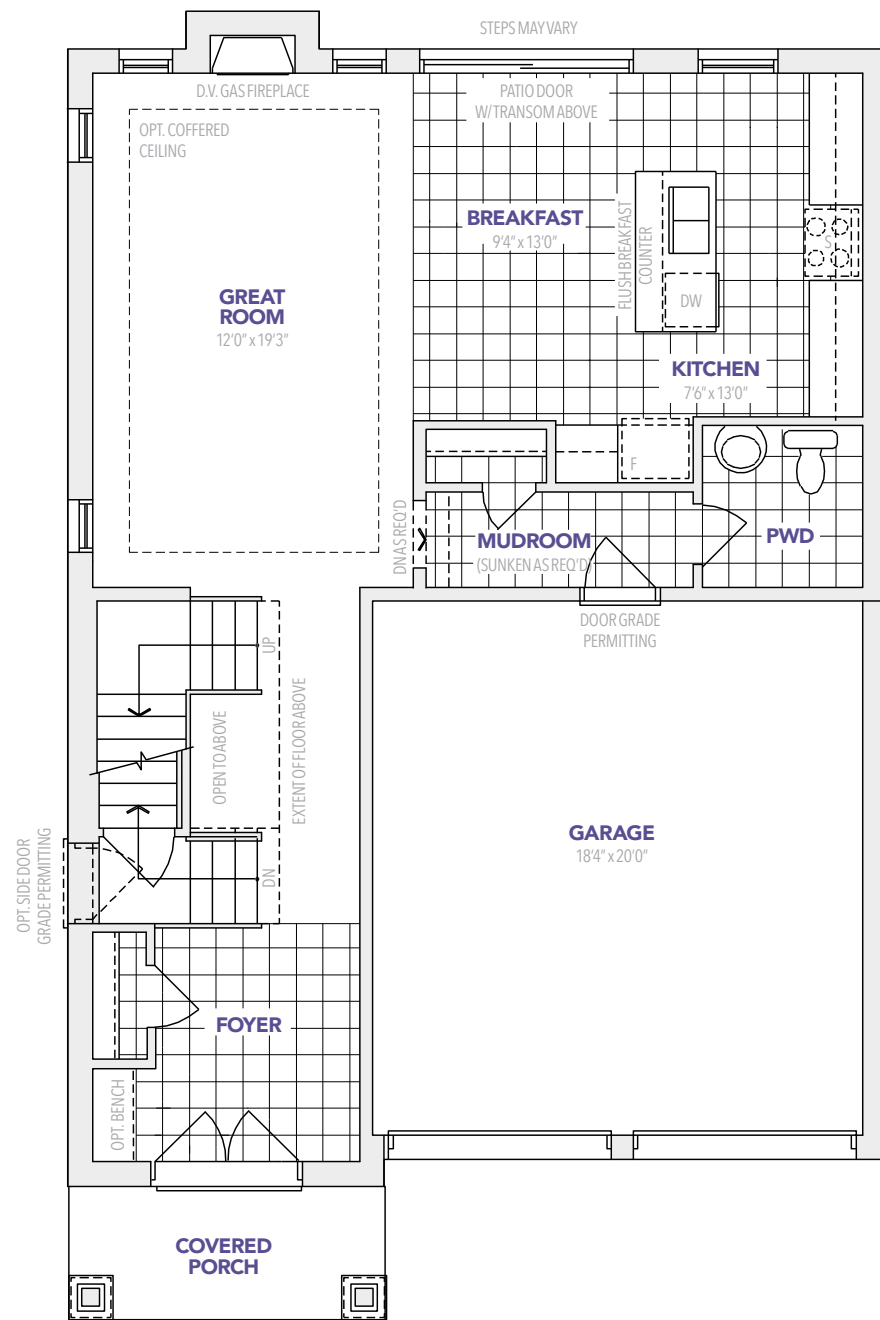 STEPS MAY VARY
D.V. GAS FIREPLACE
PATIO DOOR
W/TRANSOM ABOVE
OPT. COFFERED
CEILING
BREAKFAST
9'4" x 13'0"
FLUSH BREAKFAST
COUNTER
S
DW
GREAT
ROOM
12'0" x 19'3"
KITCHEN
7'6" x 13'0"
F
DN AS REQ'D
MUDROOM
(SUNKEN AS REQ'D)
PWD
DOOR GRADE
PERMITTING
UP
OPEN TO ABOVE
EXTENT OF FLOOR ABOVE
GARAGE
18'4" x 20'0"
OPT. SIDE DOOR
GRADE PERMITTING
DN
FOYER
OPT. BENCH
COVERED
PORCH